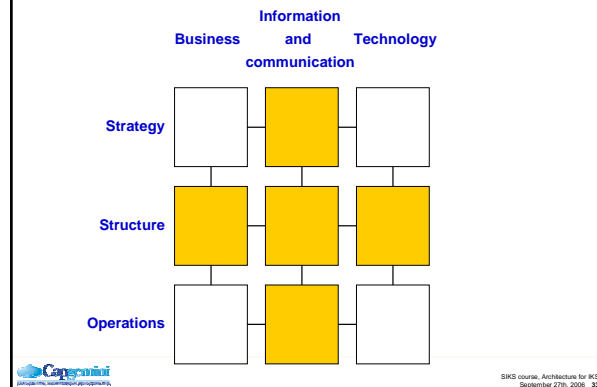 Information
Business and Technology
communication
Strategy
Structure
Operations
Capgemini
SIKS course, Architecture for IKS
September 27th, 2006